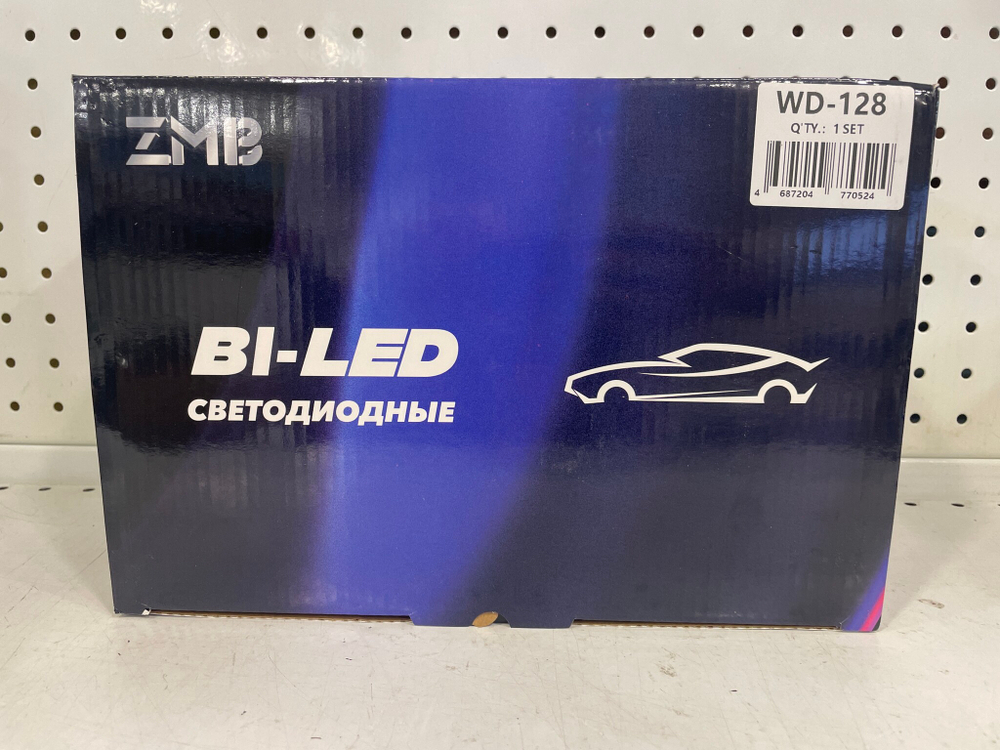 ZMB
WD-128
Q'TY.: 1 SET
4 687204 770524
BI-LED
СВЕТОДИОДНЫЕ